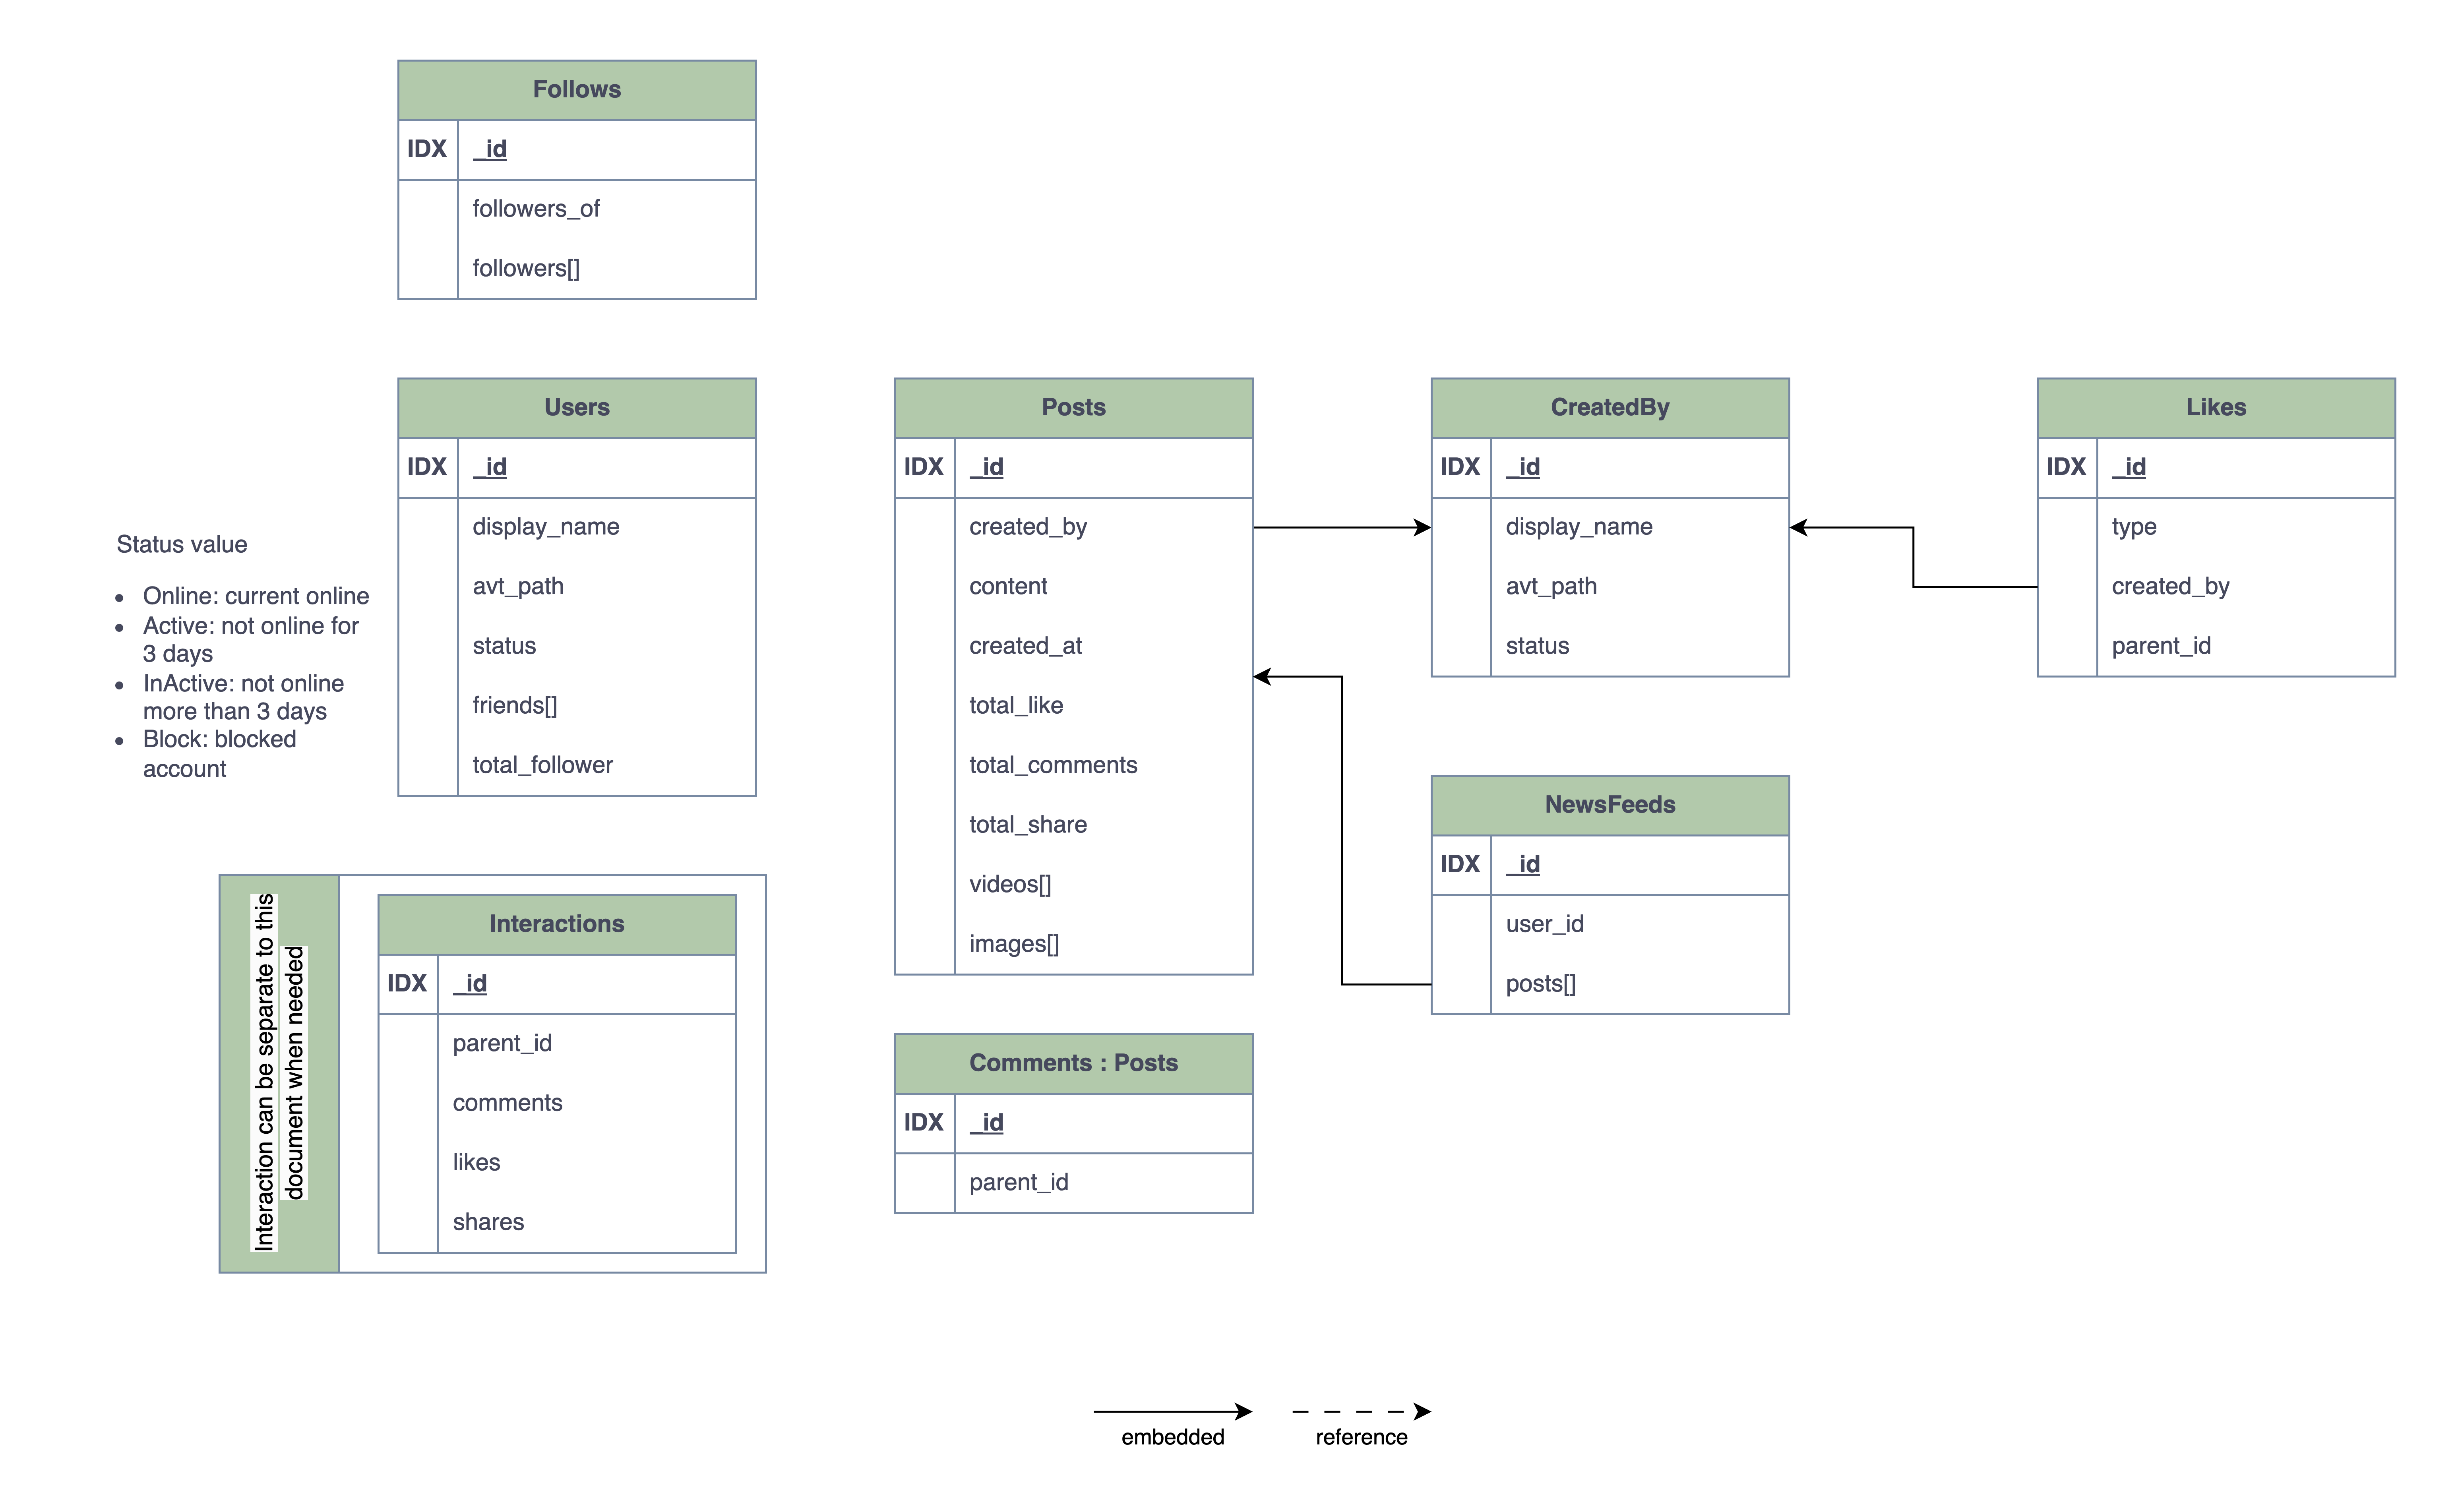 Follows
IDX _id
followers_of
followers[]
Users
IDX _id
display_name
avt_path
status
friends[]
total_follower
Status value
Online: current online
Active: not online for
3 days
InActive: not online
more than 3 days
Block: blocked
account
Posts
IDX _id
created_by
content
created_at
total_like
total_comments
total_share
videos[]
images[]
CreatedBy
IDX _id
display_name
avt_path
status
Likes
IDX _id
type
created_by
parent_id
NewsFeeds
IDX _id
user_id
posts[]
Interaction can be separate to this
document when needed
Interactions
IDX _id
parent_id
comments
likes
shares
Comments : Posts
IDX _id
parent_id
embedded
reference